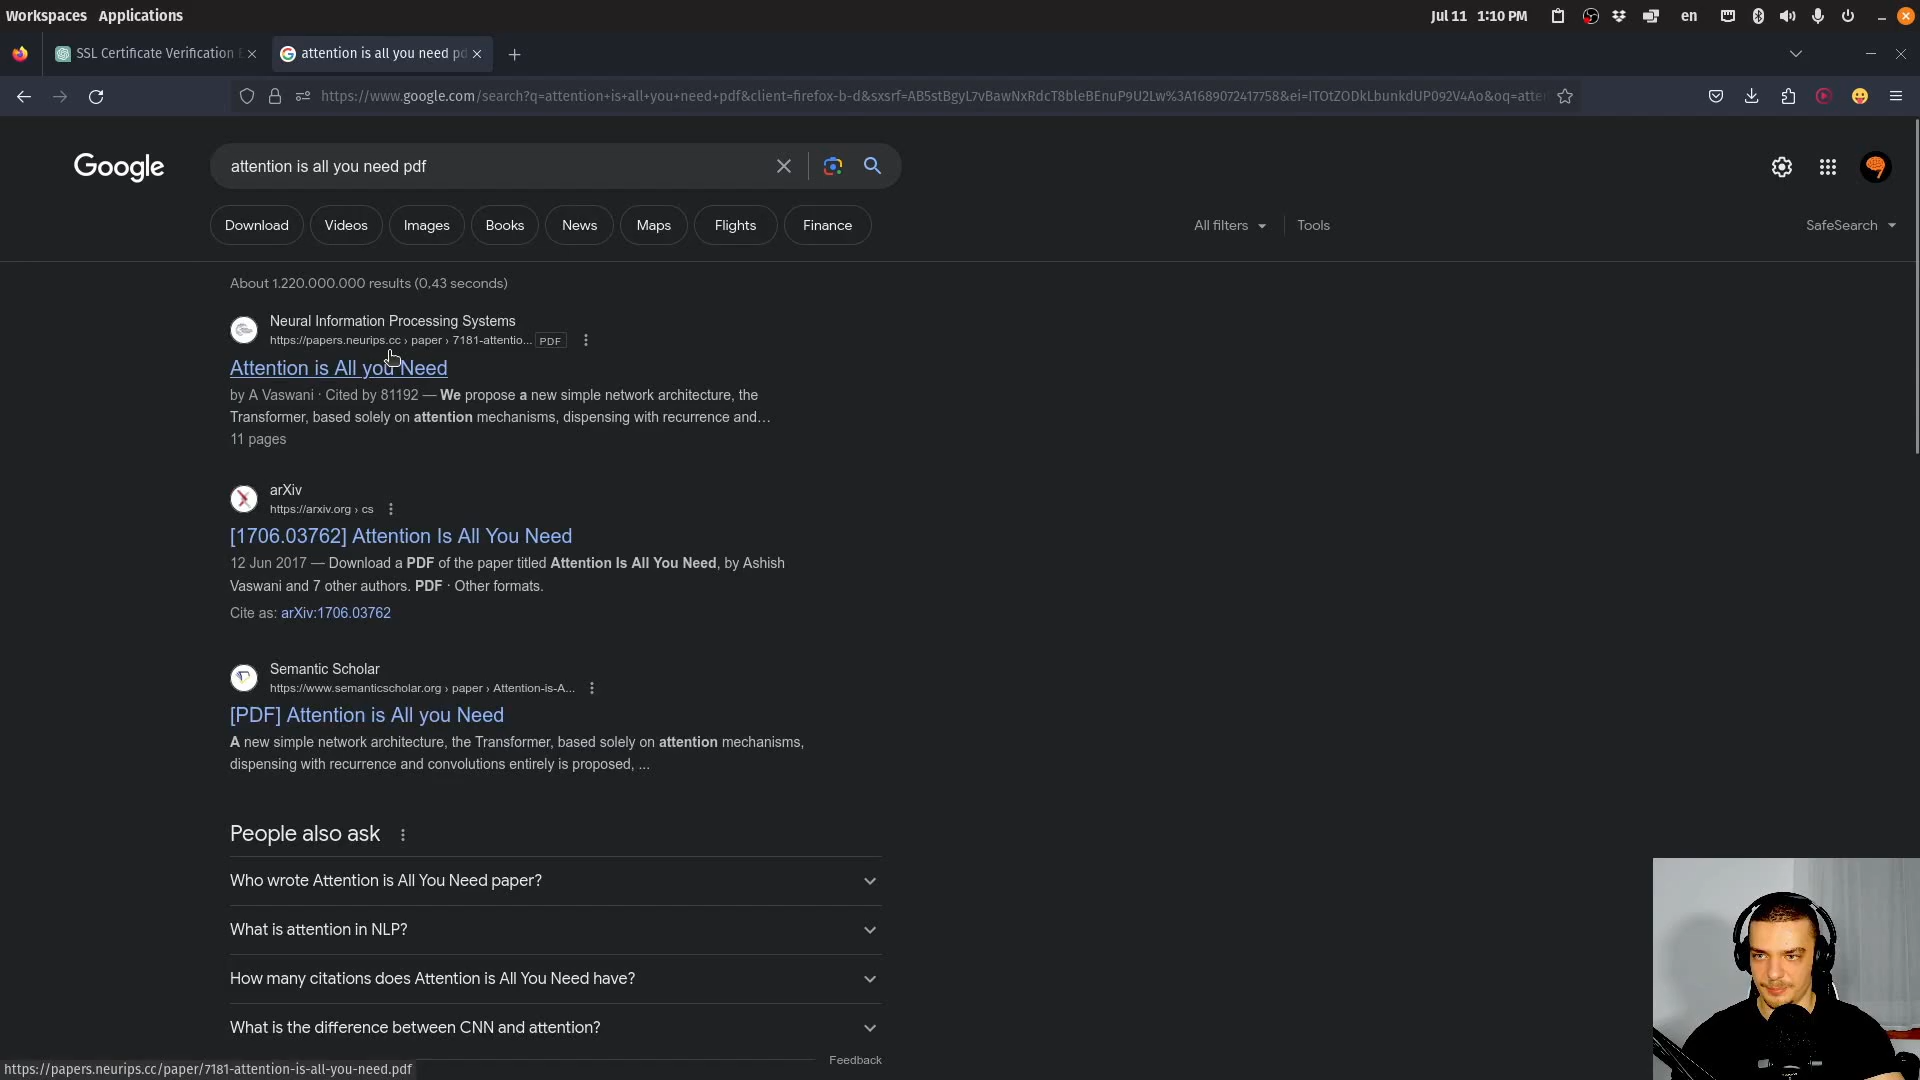 Workspaces Applications
Jul 11 1:10 PM
en
SSL Certificate Verification
attention is all you need pd
https://www.google.com/search?q=attention+is+all+you+need+pdf&client=firefox-b-d&sxsrf=AB5stBgyL7vBawNxRdcT8bleBEnuP9U2Lw%3A1689072417758&ei=ITOtZODkLbunkdUP092V4Ao&oq=atte
Google
attention is all you need pdf
Download
Videos
Images
Books
News
Maps
Flights
Finance
All filters
Tools
SafeSearch
About 1.220.000.000 results (0,43 seconds)
Neural Information Processing Systems
https://papers.neurips.cc › paper › 7181-attentio... PDF
Attention is All you Need
by A Vaswani · Cited by 81192 — We propose a new simple network architecture, the
Transformer, based solely on attention mechanisms, dispensing with recurrence and…
11 pages
arXiv
https://arxiv.org › cs
[1706.03762] Attention Is All You Need
12 Jun 2017 — Download a PDF of the paper titled Attention Is All You Need, by Ashish
Vaswani and 7 other authors. PDF · Other formats.
Cite as: arXiv:1706.03762
Semantic Scholar
https://www.semanticscholar.org › paper › Attention-is-A...
[PDF] Attention is All you Need
A new simple network architecture, the Transformer, based solely on attention mechanisms,
dispensing with recurrence and convolutions entirely is proposed, ...
People also ask
Who wrote Attention is All You Need paper?
What is attention in NLP?
How many citations does Attention is All You Need have?
What is the difference between CNN and attention?
Feedback
https://papers.neurips.cc/paper/7181-attention-is-all-you-need.pdf